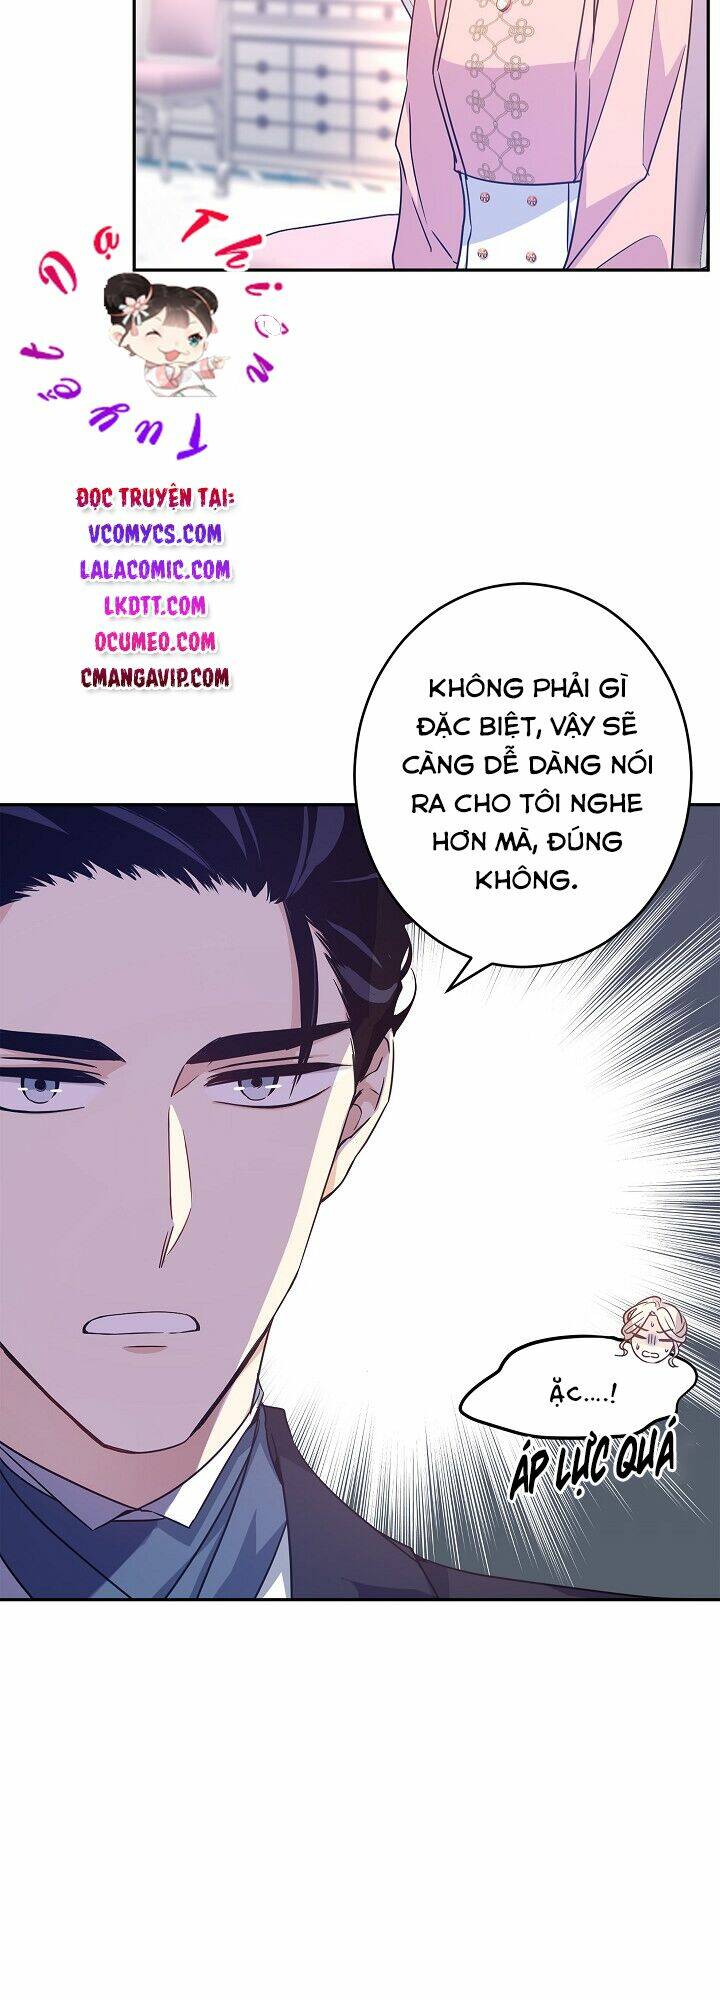 Dạ Thiên Tuyết
ĐỌC TRUYỆN TẠI:
VCOMYCS.COM
LALACOMIC.COM
LKDTT.COM
OCUMEO.COM
CMANGAVIP.COM
KHÔNG PHẢI GÌ
ĐẶC BIỆT, VẬY SẼ
CÀNG DỄ DÀNG NÓI
RA CHO TÔI NGHE
HƠN MÀ, ĐÚNG
KHÔNG.
ẶC....!
ÁP LỰC QUÁ